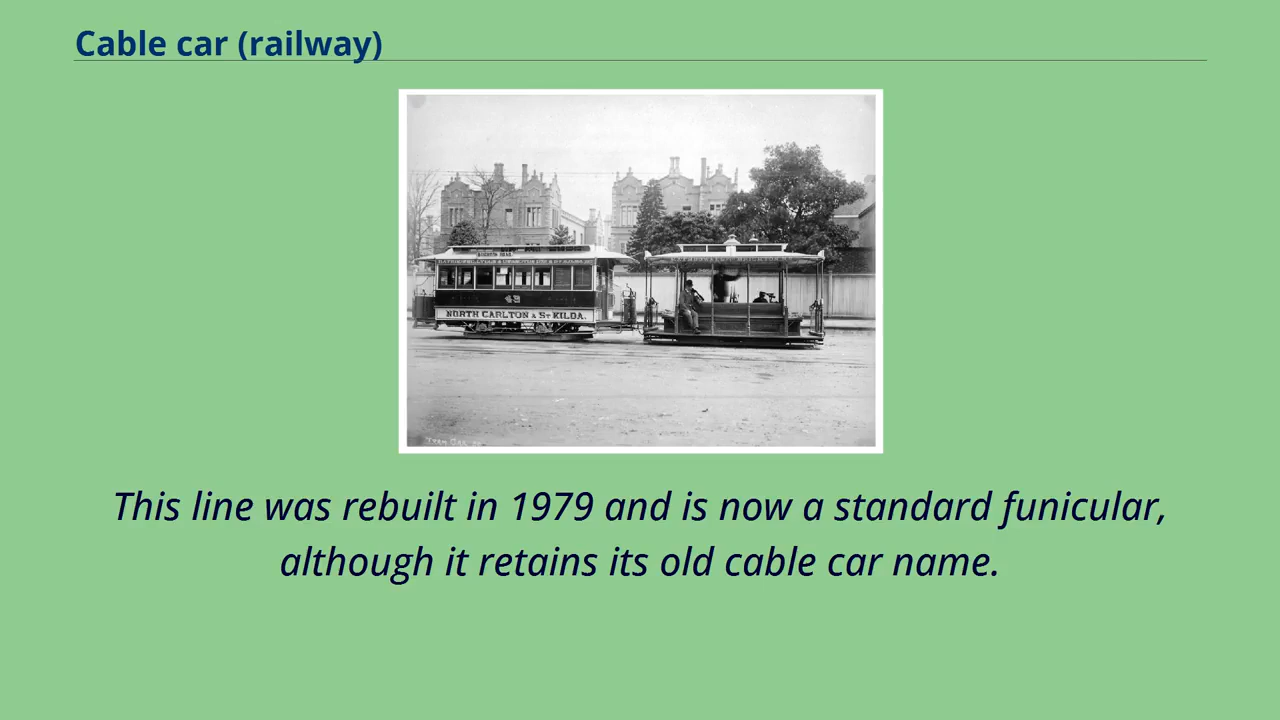 Cable car (railway)
43
NORTH CARLTON & ST KILDA.
This line was rebuilt in 1979 and is now a standard funicular,
although it retains its old cable car name.